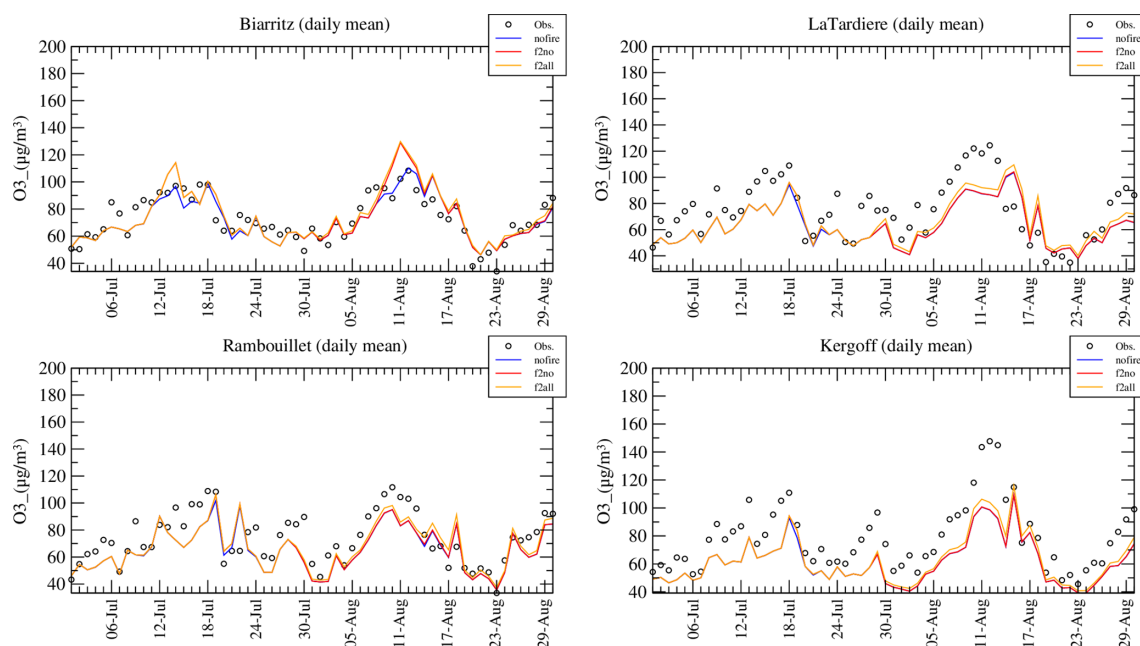 Biarritz (daily mean)
Obs.
nofire
f2no
f2all
O3_(µg/m³)
200
180
160
140
120
100
80
60
40
06-Jul
12-Jul
18-Jul
24-Jul
30-Jul
05-Aug
11-Aug
17-Aug
23-Aug
29-Aug
LaTardiere (daily mean)
Obs.
nofire
f2no
f2all
O3_(µg/m³)
200
180
160
140
120
100
80
60
40
06-Jul
12-Jul
18-Jul
24-Jul
30-Jul
05-Aug
11-Aug
17-Aug
23-Aug
29-Aug
Rambouillet (daily mean)
Obs.
nofire
f2no
f2all
O3_(µg/m³)
200
180
160
140
120
100
80
60
40
06-Jul
12-Jul
18-Jul
24-Jul
30-Jul
05-Aug
11-Aug
17-Aug
23-Aug
29-Aug
Kergoff (daily mean)
Obs.
nofire
f2no
f2all
O3_(µg/m³)
200
180
160
140
120
100
80
60
40
06-Jul
12-Jul
18-Jul
24-Jul
30-Jul
05-Aug
11-Aug
17-Aug
23-Aug
29-Aug